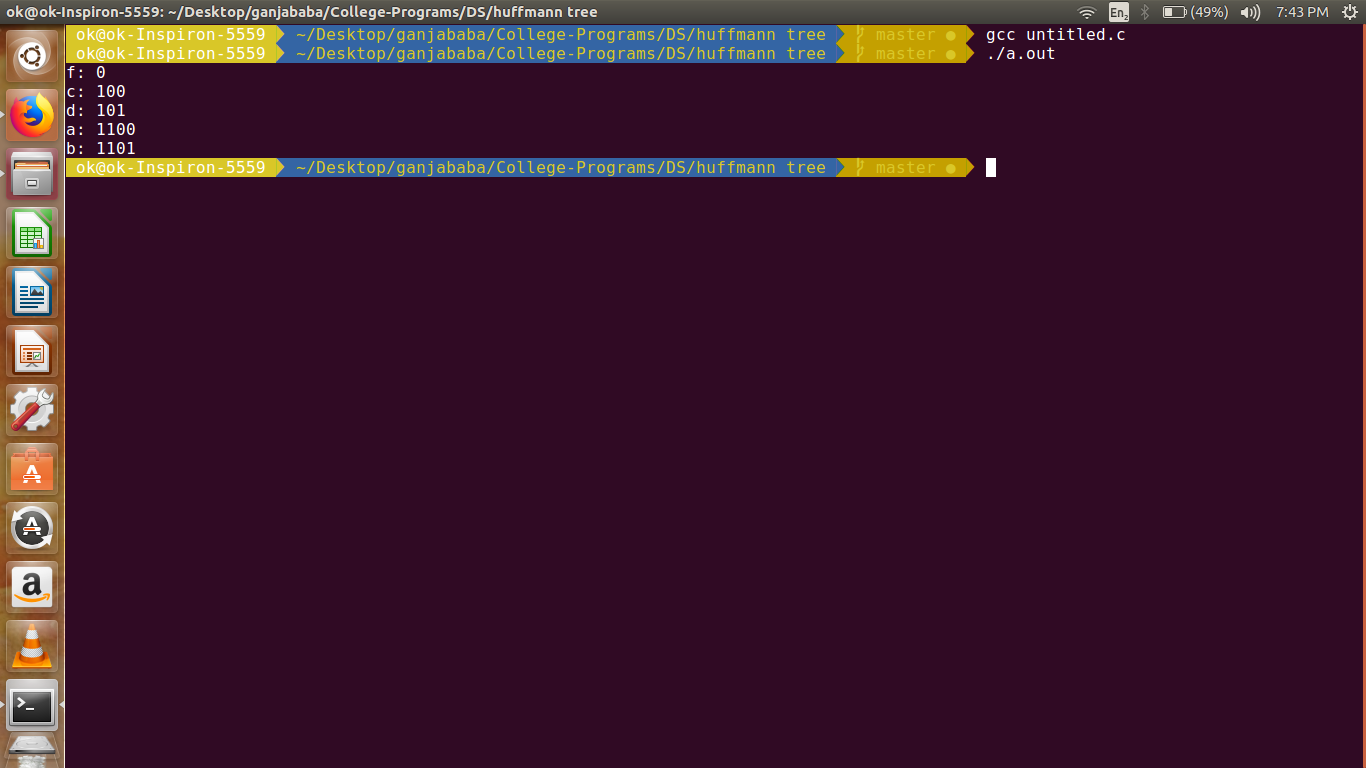 ok@ok-Inspiron-5559: ~/Desktop/ganjababa/College-Programs/DS/huffmann tree En2 (49%) 7:43 PM
ok@ok-Inspiron-5559 ~/Desktop/ganjababa/College-Programs/DS/huffmann tree master ● gcc untitled.c
ok@ok-Inspiron-5559 ~/Desktop/ganjababa/College-Programs/DS/huffmann tree master ● ./a.out
f: 0
c: 100
d: 101
a: 1100
b: 1101
ok@ok-Inspiron-5559 ~/Desktop/ganjababa/College-Programs/DS/huffmann tree master ●